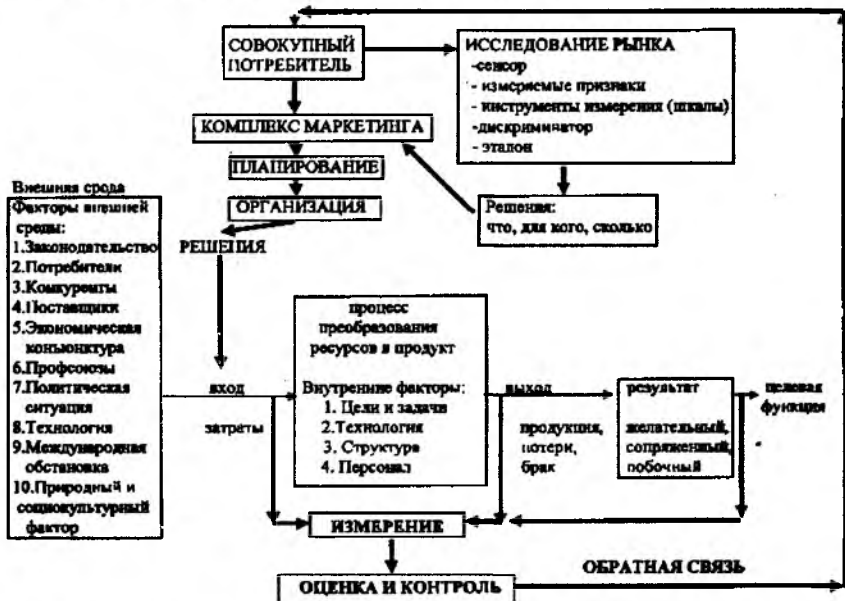 СОВОКУПНЫЙ
ПОТРЕБИТЕЛЬ
ИССЛЕДОВАНИЕ РЫНКА
-сенсор
- измеряемые признаки
- инструменты измерения (шкалы)
-дискриминатор
- эталон
КОМПЛЕКС МАРКЕТИНГА
ПЛАНИРОВАНИЕ
ОРГАНИЗАЦИЯ
Решения:
что, для кого, сколько
РЕШЕНИЯ
Внешняя среда
Факторы внешней
среды:
1.Законодательство
2.Потребители
3.Конкуренты
4.Поставщики
5.Экономическая
конъюнктура
6.Профсоюзы
7.Политическая
ситуация
8.Технология
9.Международная
обстановка
10.Природный и
социокультурный
фактор
вход
затраты
процесс
преобразования
ресурсов в продукт
Внутренние факторы:
1. Цели и задачи
2.Технология
3. Структура
4. Персонал
выход
продукция,
потери,
брак
результат
желательный,
сопряженный,
побочный
целевая
функция
ИЗМЕРЕНИЕ
ОЦЕНКА И КОНТРОЛЬ
ОБРАТНАЯ СВЯЗЬ